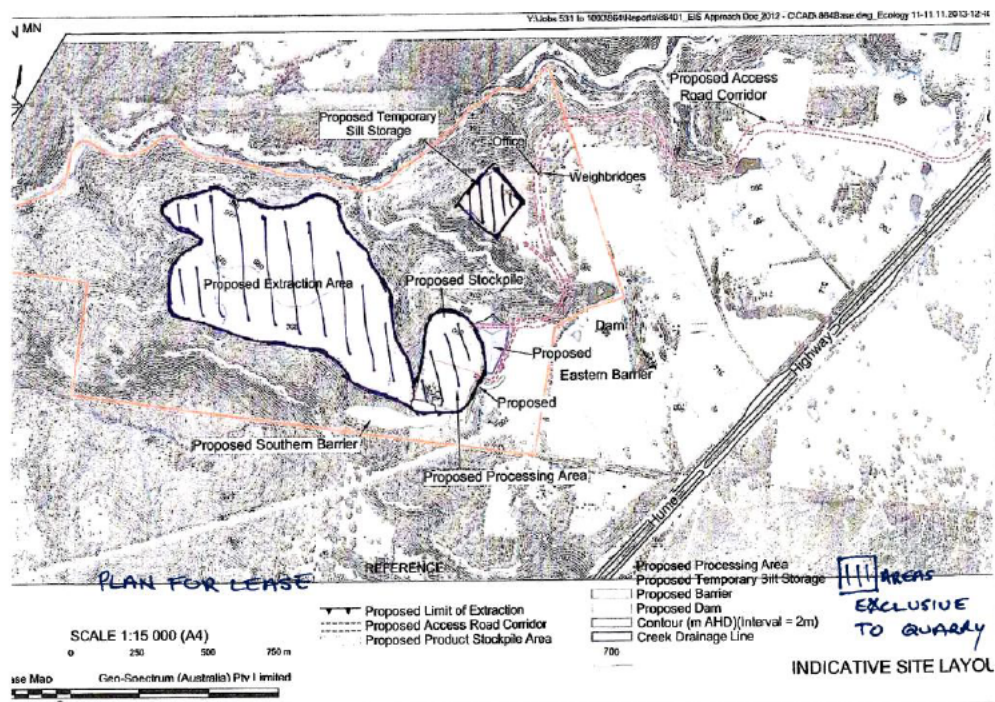 MN
Proposed Access
Road Corridor
Proposed Temporary
Sill Storage
Office
Weighbridges
Proposed Extraction Area
Proposed Stockpile
Dam
Proposed
Eastern Barrier
Proposed
Highway
Proposed Southern Barrier
Proposed Processing Area
Hume
PLAN FOR LEASE
REFERENCE
Proposed Limit of Extraction
Proposed Access Road Corridor
Proposed Product Stockpile Area
Proposed Processing Area
Proposed Temporary Silt Storage
Proposed Barrier
Proposed Dam
Contour (m AHD)(Interval = 2m)
Creek Drainage Line
700
AREAS
EXCLUSIVE
TO QUARRY
SCALE 1:15 000 (A4)
0 250 500 750 m
INDICATIVE SITE LAYOU
ase Map Geo-Spectrum (Australia) Pty Limited